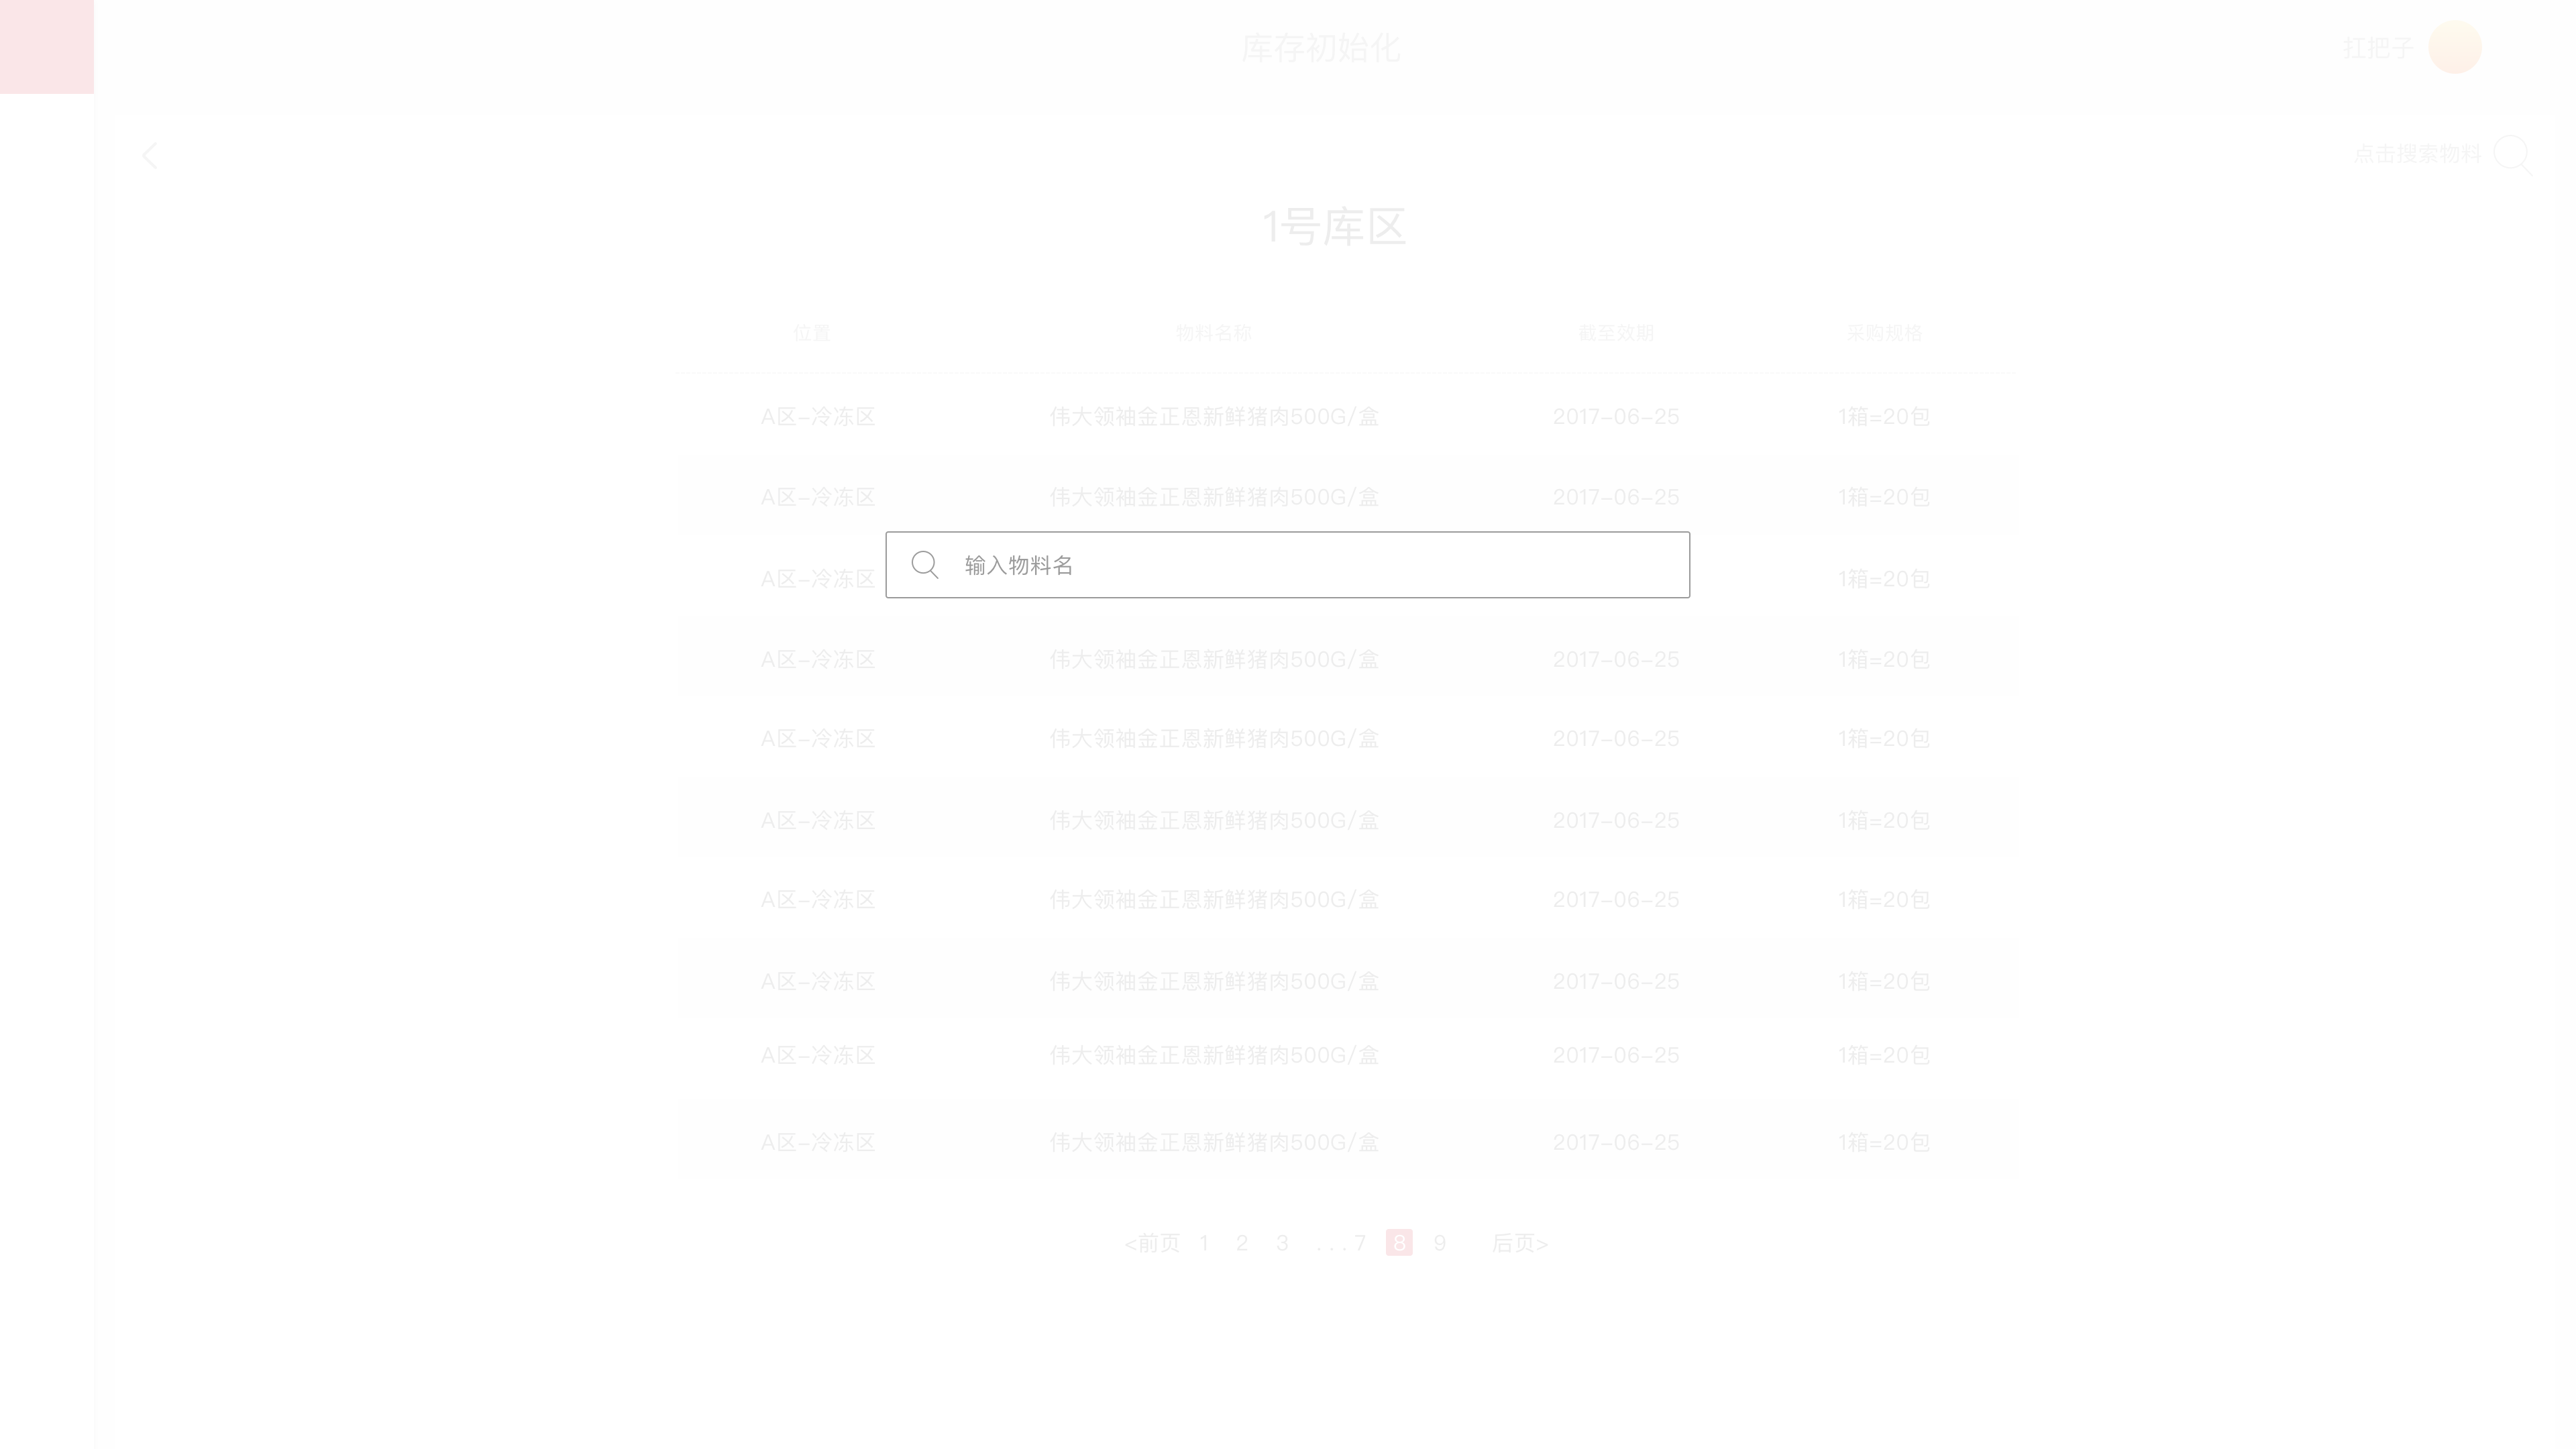 库存初始化
扛把子
点击搜索物料
1号库区
位置 物料名称 截至效期 采购规格
A区-冷冻区 伟大领袖金正恩新鲜猪肉500G/盒 2017-06-25 1箱=20包
A区-冷冻区 伟大领袖金正恩新鲜猪肉500G/盒 2017-06-25 1箱=20包
输入物料名
A区-冷冻区 1箱=20包
A区-冷冻区 伟大领袖金正恩新鲜猪肉500G/盒 2017-06-25 1箱=20包
A区-冷冻区 伟大领袖金正恩新鲜猪肉500G/盒 2017-06-25 1箱=20包
A区-冷冻区 伟大领袖金正恩新鲜猪肉500G/盒 2017-06-25 1箱=20包
A区-冷冻区 伟大领袖金正恩新鲜猪肉500G/盒 2017-06-25 1箱=20包
A区-冷冻区 伟大领袖金正恩新鲜猪肉500G/盒 2017-06-25 1箱=20包
A区-冷冻区 伟大领袖金正恩新鲜猪肉500G/盒 2017-06-25 1箱=20包
A区-冷冻区 伟大领袖金正恩新鲜猪肉500G/盒 2017-06-25 1箱=20包
<前页 1 2 3 ...7 8 9 后页>